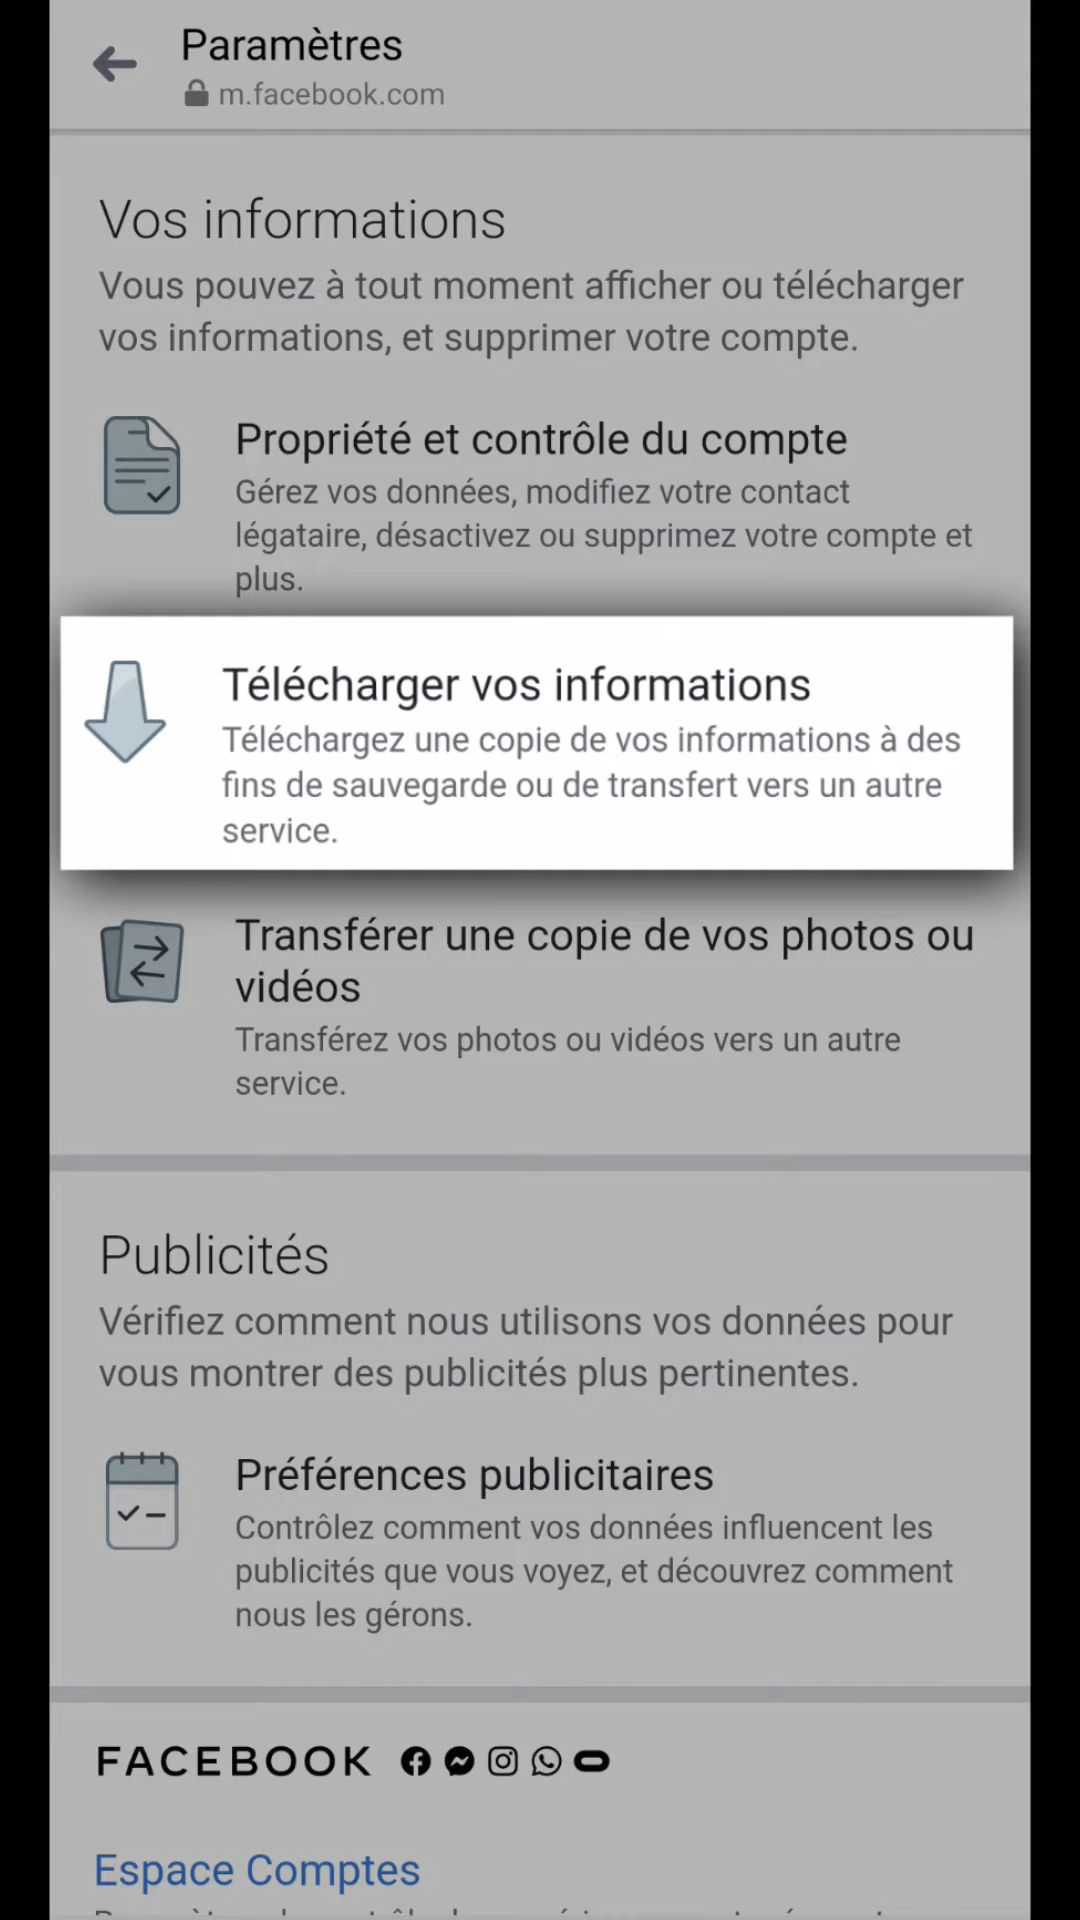 Paramètres
m.facebook.com
Vos informations
Vous pouvez à tout moment afficher ou télécharger
vos informations, et supprimer votre compte.
Propriété et contrôle du compte
Gérez vos données, modifiez votre contact
légataire, désactivez ou supprimez votre compte et
plus.
Télécharger vos informations
Téléchargez une copie de vos informations à des
fins de sauvegarde ou de transfert vers un autre
service.
Transférer une copie de vos photos ou
vidéos
Transférez vos photos ou vidéos vers un autre
service.
Publicités
Vérifiez comment nous utilisons vos données pour
vous montrer des publicités plus pertinentes.
Préférences publicitaires
Contrôlez comment vos données influencent les
publicités que vous voyez, et découvrez comment
nous les gérons.
FACEBOOK
Espace Comptes